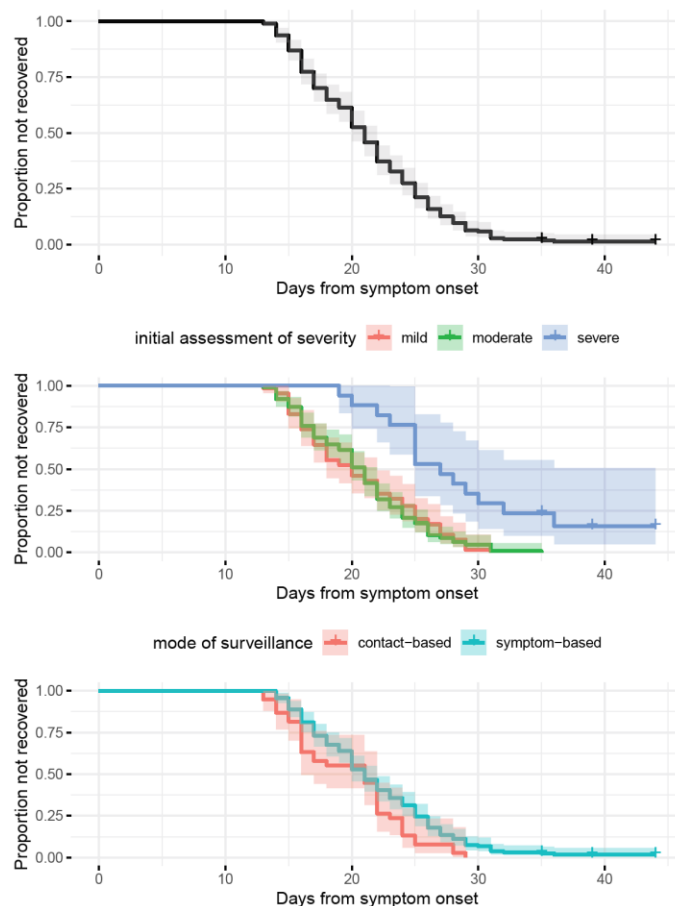 1.00
0.75
0.50
0.25
0.00
Proportion not recovered
0 10 20 30 40
Days from symptom onset
initial assessment of severity mild moderate severe
1.00
0.75
0.50
0.25
0.00
Proportion not recovered
0 10 20 30 40
Days from symptom onset
mode of surveillance contact-based symptom-based
1.00
0.75
0.50
0.25
0.00
Proportion not recovered
0 10 20 30 40
Days from symptom onset